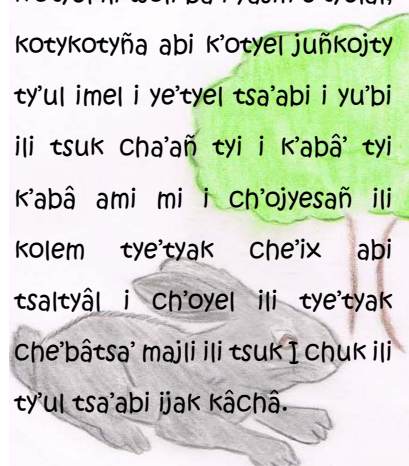 kotykotyña abi k'otyel juñkojty
ty'ul imel i ye'tyel tsa'abi i yu'bi
ili tsuk cha'añ tyi i k'abâ' tyi
k'abâ ami mi i ch'ojyesañ ili
kolem tye'tyak che'ix abi
tsaltyâl i ch'oyel ili tye'tyak
che'bâtsa' majli ili tsuk I chuk ili
ty'ul tsa'abi ijak kâchâ.